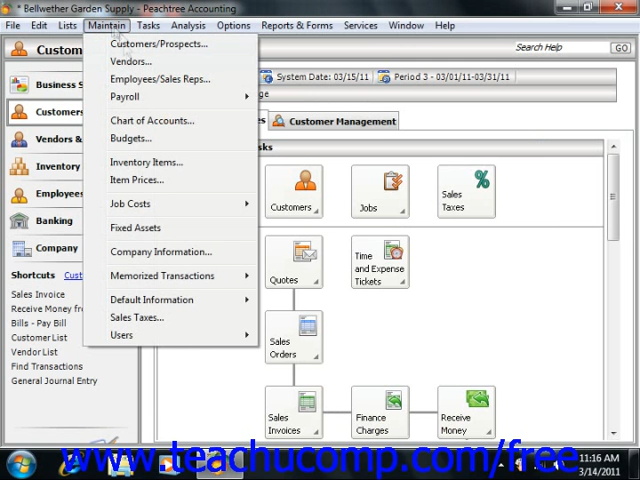 * Bellwether Garden Supply - Peachtree Accounting
File Edit Lists Maintain Tasks Analysis Options Reports & Forms Services Window Help
Search Help GO
System Date: 03/15/11 Period 3 - 03/01/11-03/31/11
Business S
Customers
Vendors &
Inventory
Employees
Banking
Company
Shortcuts
Sales Invoice
Receive Money fr
Bills - Pay Bill
Customer List
Vendor List
Find Transactions
General Journal Entry
Customers/Prospects...
Vendors...
Employees/Sales Reps...
Payroll
Chart of Accounts...
Budgets...
Inventory Items...
Item Prices...
Job Costs
Fixed Assets
Company Information...
Memorized Transactions
Default Information
Sales Taxes...
Users
Customer Management
sks
Customers
Jobs
Sales
Taxes
Quotes
Time
and Expense
Tickets
Sales
Orders
Sales
Invoices
Finance
Charges
Receive
Money
www.teachucomp.com/free
11:16 AM
3/14/2011